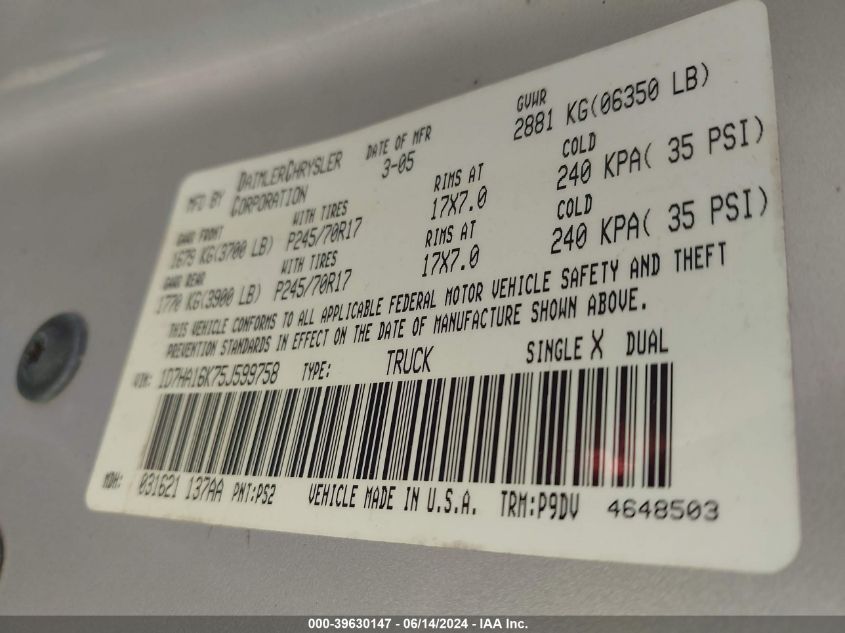 MFD BY DAIMLERCHRYSLER CORPORATION DATE OF MFR 3-05 GVWR 2881 KG(06350 LB)
GAWR FRONT WITH TIRES RIMS AT COLD
1679 KG(3700 LB) P245/70R17 17X7.0 240 KPA( 35 PSI)
GAWR REAR WITH TIRES RIMS AT COLD
1770 KG(3900 LB) P245/70R17 17X7.0 240 KPA( 35 PSI)
THIS VEHICLE CONFORMS TO ALL APPLICABLE FEDERAL MOTOR VEHICLE SAFETY AND THEFT
PREVENTION STANDARDS IN EFFECT ON THE DATE OF MANUFACTURE SHOWN ABOVE.
VIN: 1D7HA16K75J599758 TYPE: TRUCK SINGLE X DUAL
MDH: 031621 137AA PNT:PS2 VEHICLE MADE IN U.S.A. TRM:P9DV 4648503
000-39630147 - 06/14/2024 - IAA Inc.